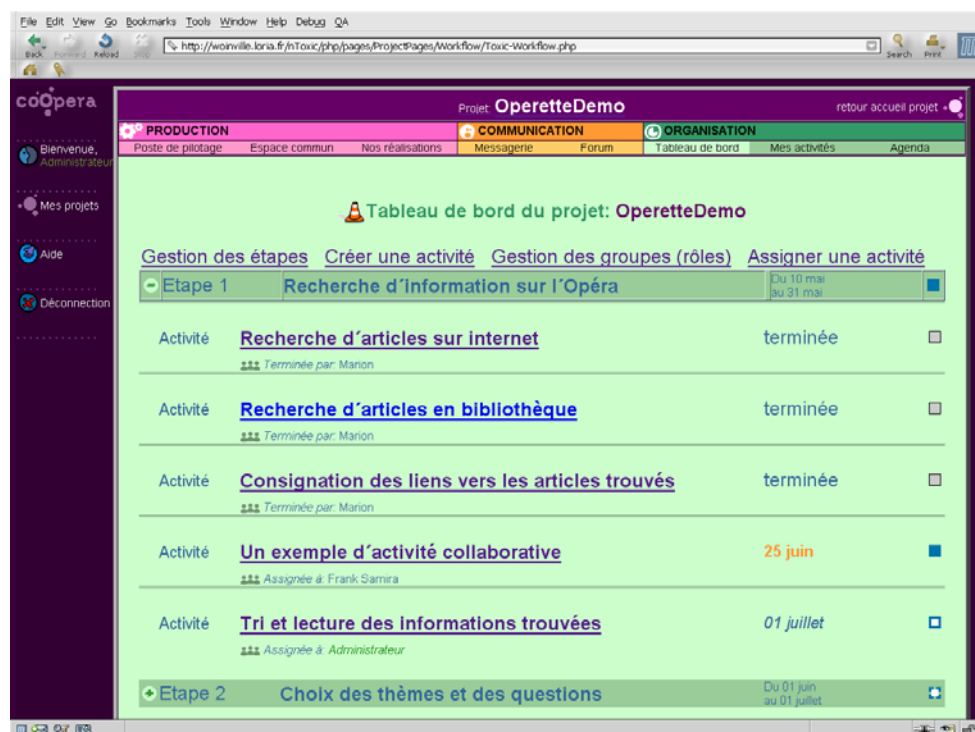 File Edit View Go Bookmarks Tools Window Help Debug QA
Back Forward Reload Stop http://woinville.loria.fr/nToxic/php/pages/ProjectPages/Workflow/Toxic-Workflow.php Search Print
coopera
Projet: OperetteDemo retour accueil projet
PRODUCTION COMMUNICATION ORGANISATION
Poste de pilotage Espace commun Nos réalisations Messagerie Forum Tableau de bord Mes activités Agenda
Bienvenue,
Administrateur
Mes projets
Aide
Déconnection
Tableau de bord du projet: OperetteDemo
Gestion des étapes Créer une activité Gestion des groupes (rôles) Assigner une activité
Etape 1 Recherche d´information sur l´Opéra Du 10 mai
au 31 mai
Activité Recherche d´articles sur internet terminée
Terminée par: Marion
Activité Recherche d´articles en bibliothèque terminée
Terminée par: Marion
Activité Consignation des liens vers les articles trouvés terminée
Terminée par: Marion
Activité Un exemple d´activité collaborative 25 juin
Assignée à: Frank Samira
Activité Tri et lecture des informations trouvées 01 juillet
Assignée à: Administrateur
Etape 2 Choix des thèmes et des questions Du 01 juin
au 01 juillet